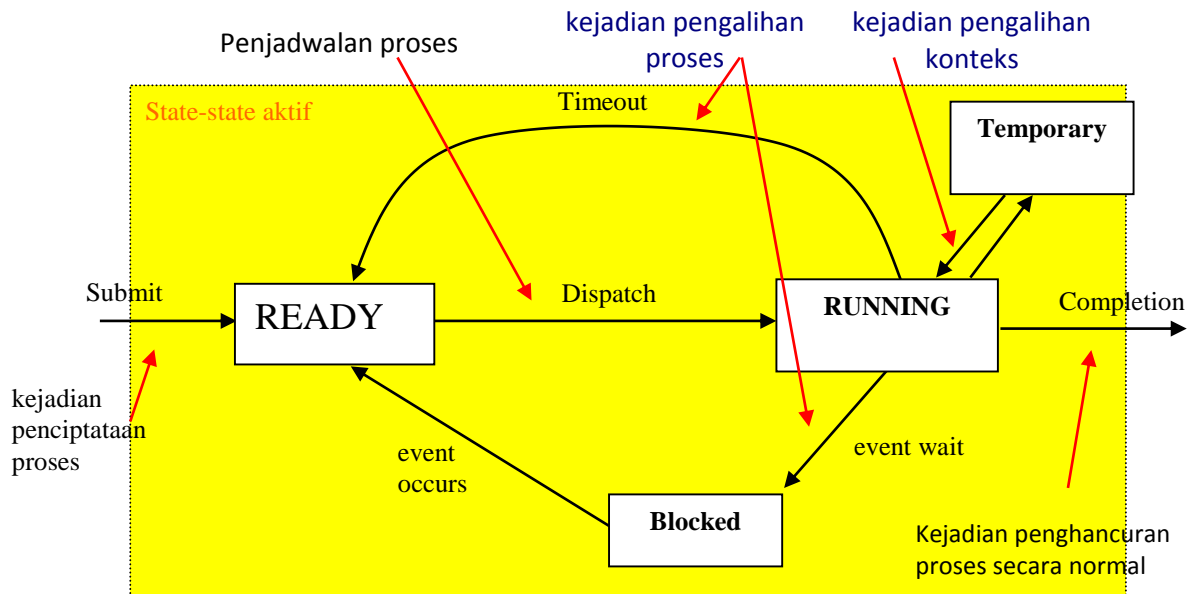 Penjadwalan proses
kejadian pengalihan
proses
kejadian pengalihan
konteks
State-state aktif
Timeout
Temporary
Submit
READY
Dispatch
RUNNING
Completion
kejadian
penciptataan
proses
event
occurs
event wait
Blocked
Kejadian penghancuran
proses secara normal